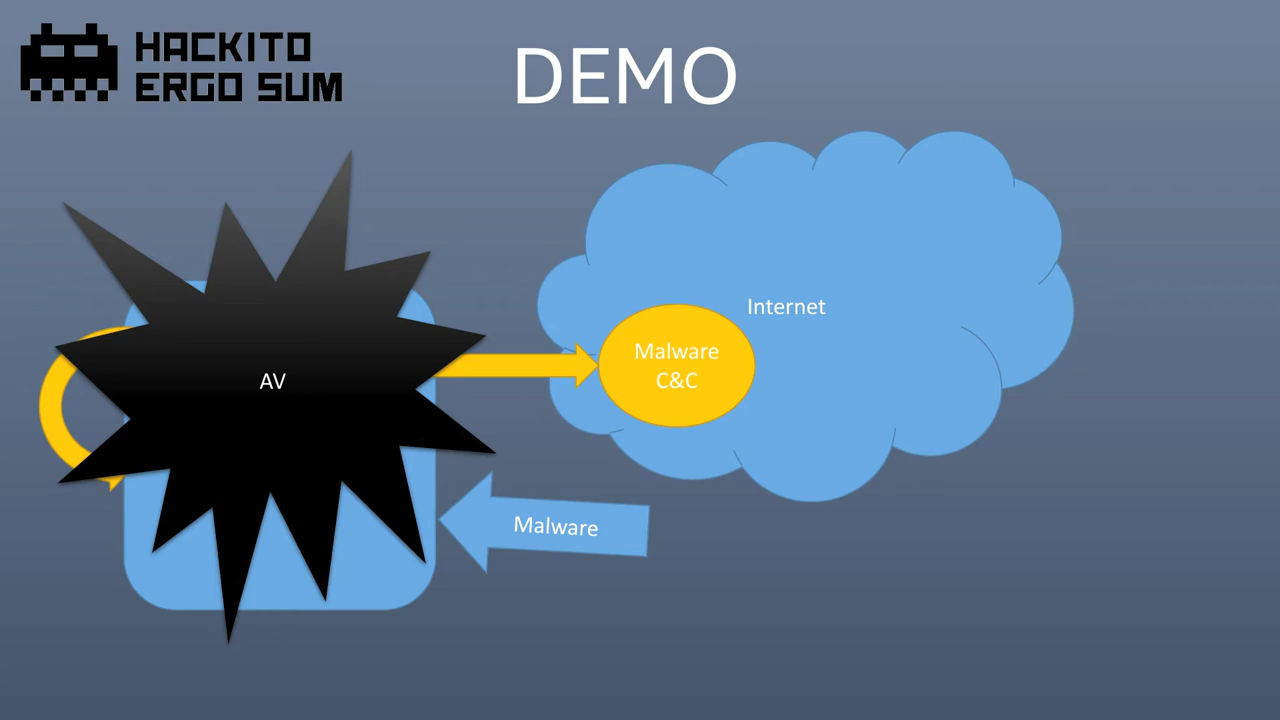 HACKITO
ERGO SUM
DEMO
Internet
Malware
C&C
AV
Malware